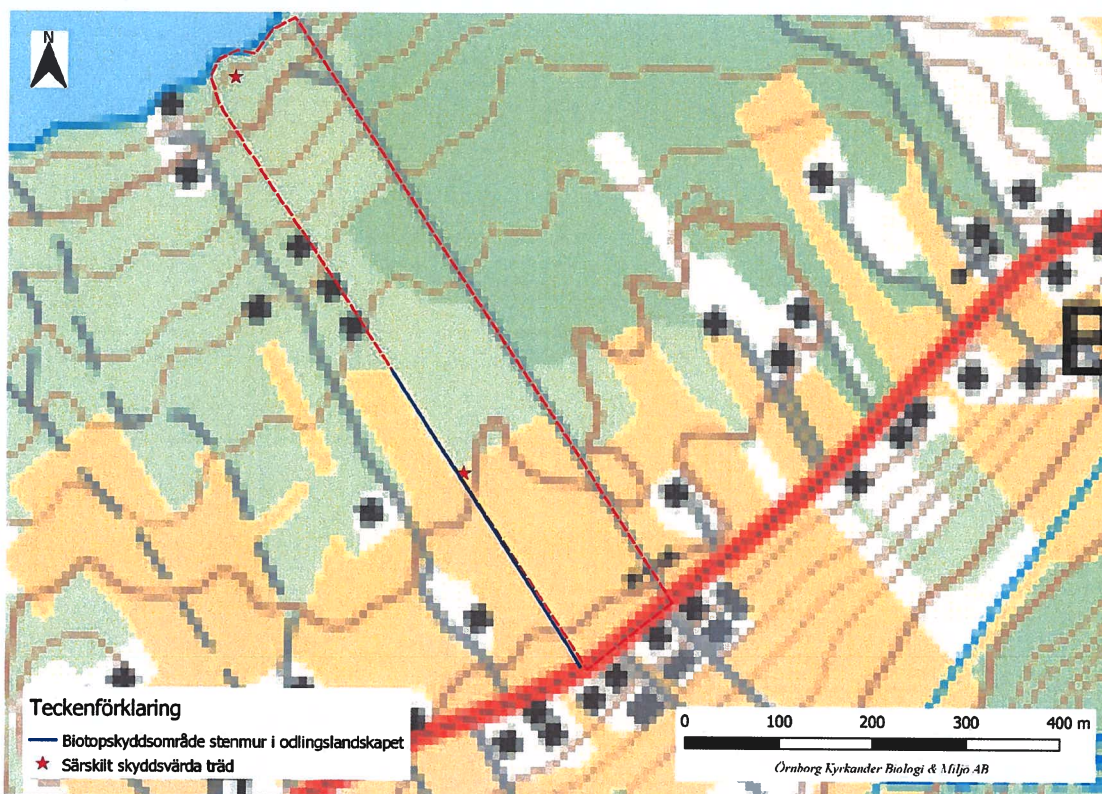 N
E
Teckenförklaring
Biotopskyddsområde stenmur i odlingslandskapet
Särskilt skyddsvärda träd
0 100 200 300 400 m
Örnborg Kyrkander Biologi & Miljö AB